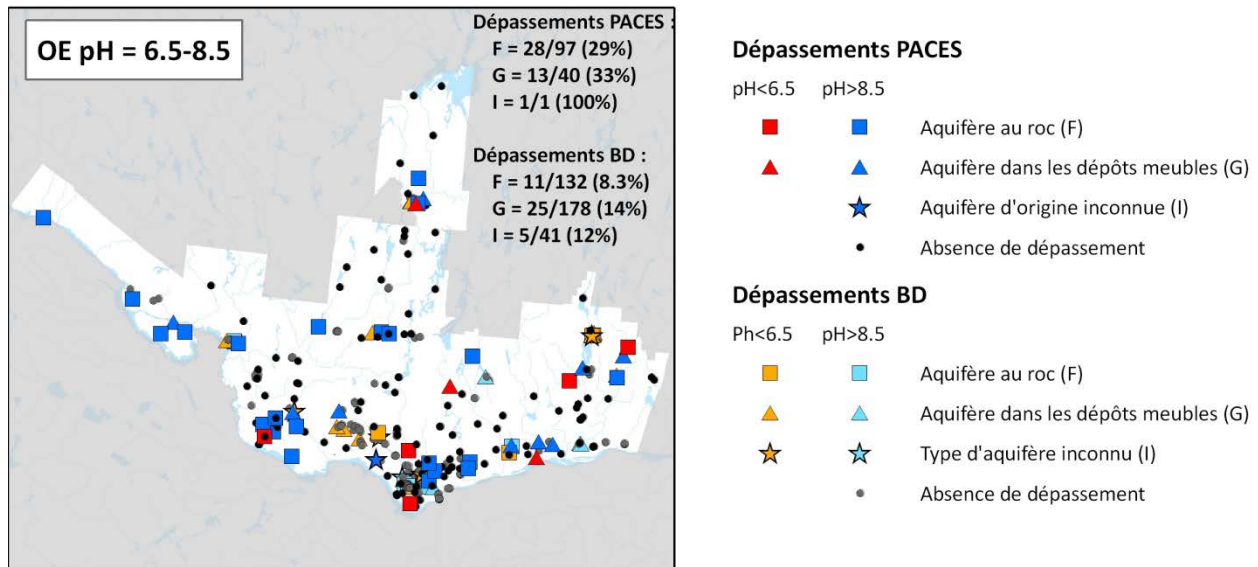 OE pH = 6.5-8.5
Dépassements PACES :
F = 28/97 (29%)
G = 13/40 (33%)
I = 1/1 (100%)
Dépassements BD :
F = 11/132 (8.3%)
G = 25/178 (14%)
I = 5/41 (12%)
Dépassements PACES
pH<6.5 pH>8.5
Aquifère au roc (F)
Aquifère dans les dépôts meubles (G)
Aquifère d'origine inconnue (I)
Absence de dépassement
Dépassements BD
Ph<6.5 pH>8.5
Aquifère au roc (F)
Aquifère dans les dépôts meubles (G)
Type d'aquifère inconnu (I)
Absence de dépassement